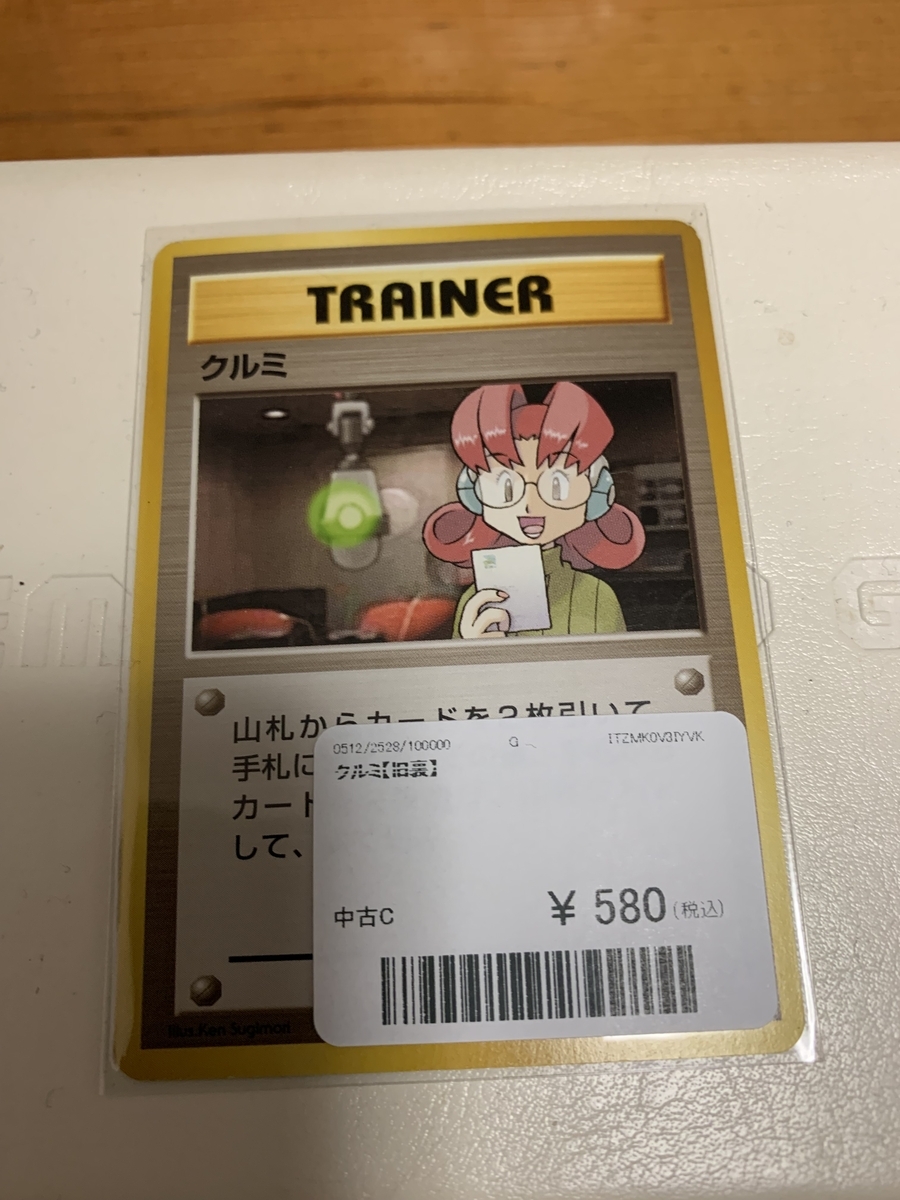 TRAINER
クルミ
山札からカードを2枚引いて
手札に
カード
して、
0512/2528/100000 G ITZMK0V3IYVK
クルミ【旧裏】
中古C ¥ 580(税込)
Illus.Ken Sugimori